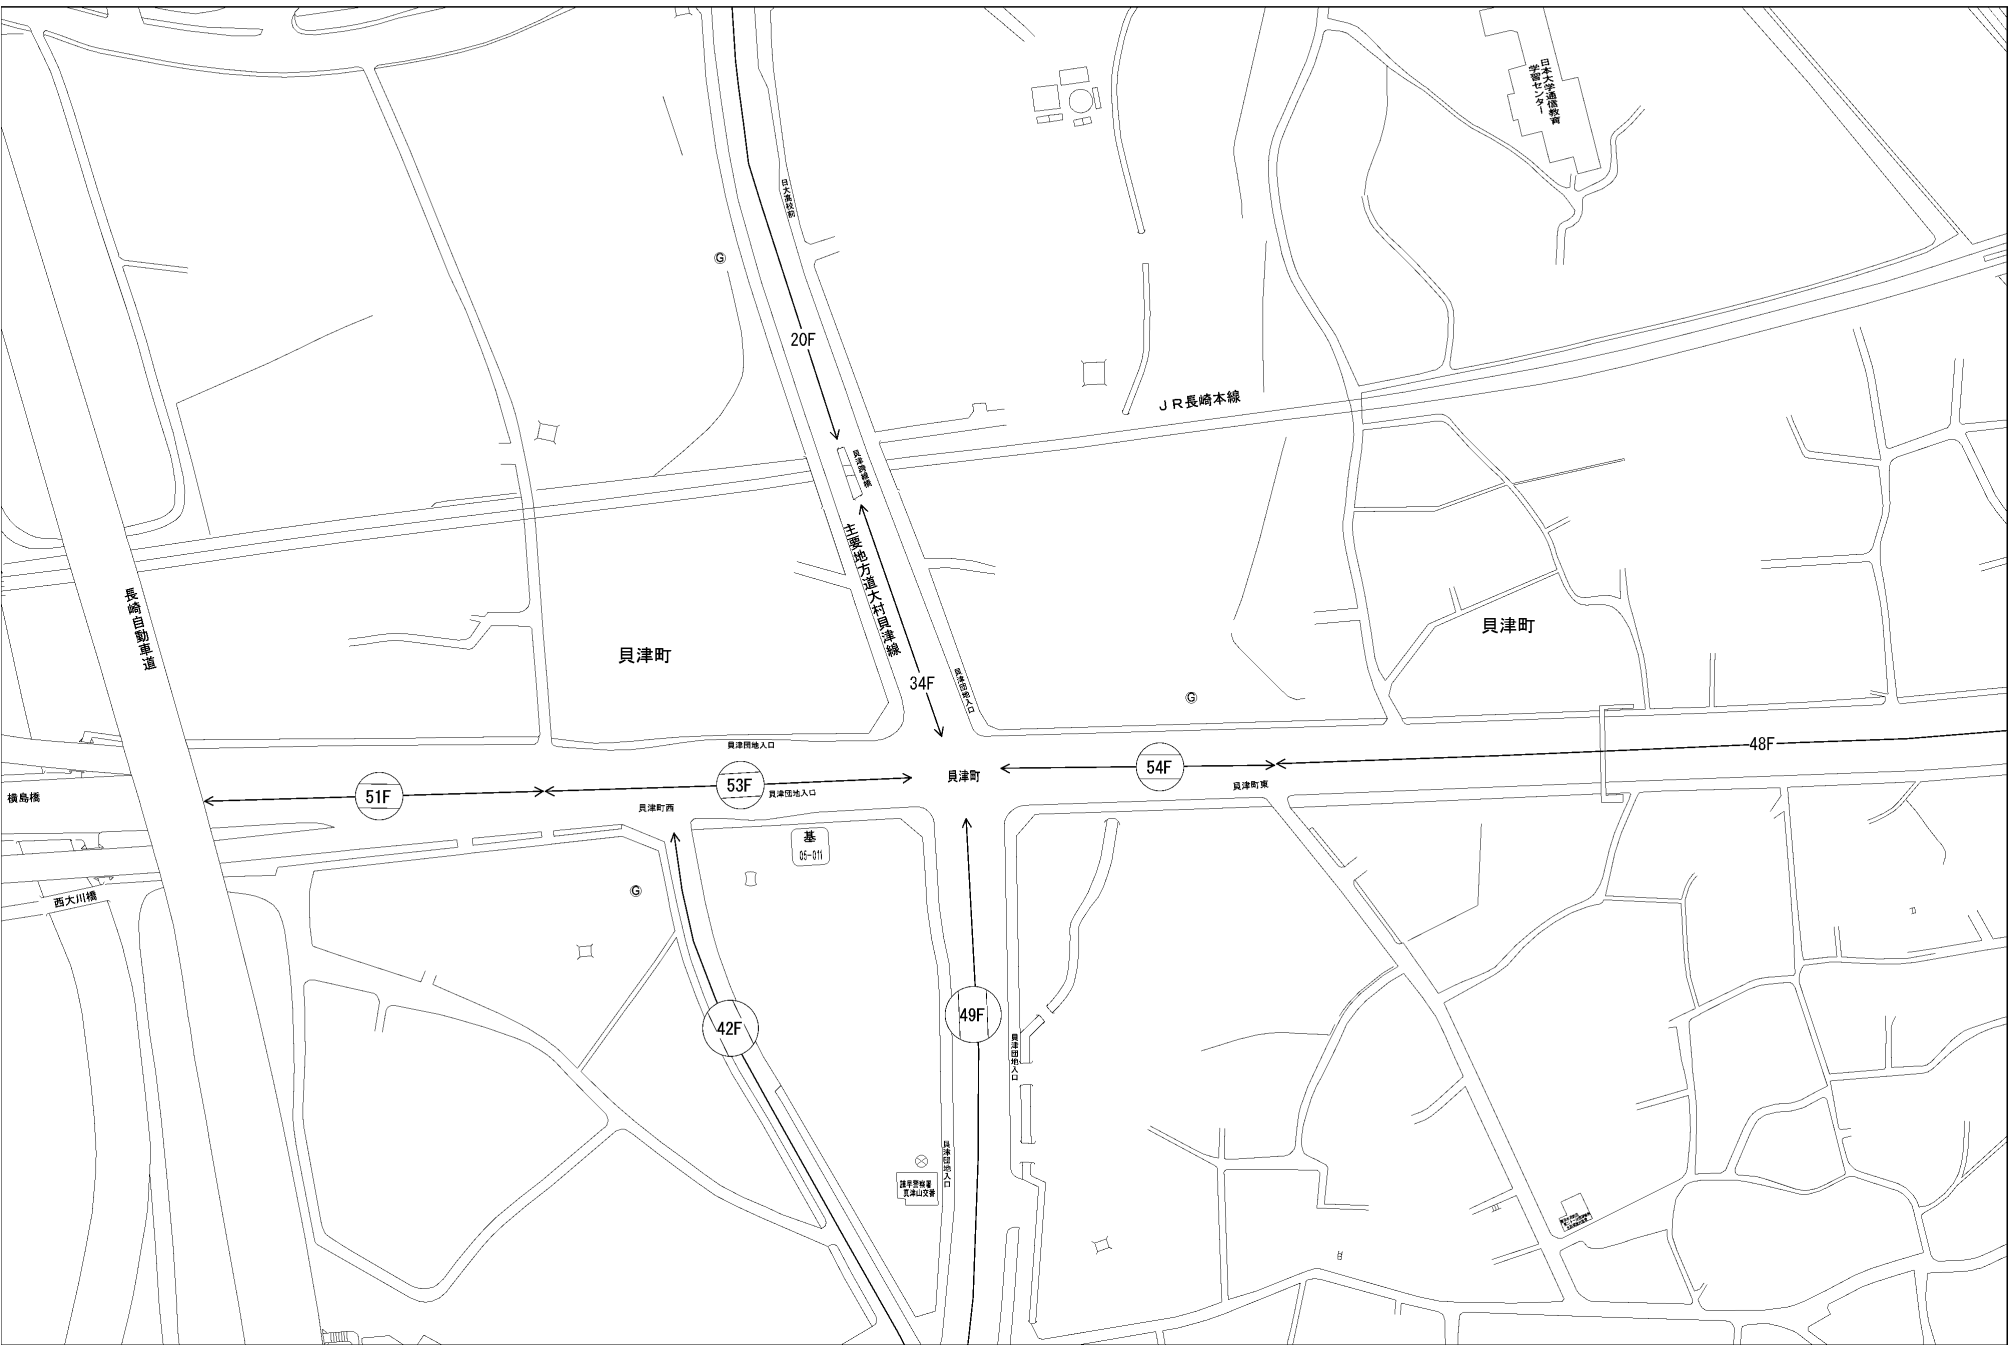 日本大学通信教育
学習センター
日大高校前
G
20F
JR長崎本線
貝津跨線橋
主要地方道大村貝津線
長崎自動車道
貝津町
貝津町
34F
貝津団地入口
G
貝津団地入口
48F
貝津町
54F
53F
51F
貝津団地入口
貝津町東
横島橋
貝津町西
基
05-011
G
西大川橋
42F
49F
貝津団地入口
貝津団地入口
諫早警察署
貝津山交番